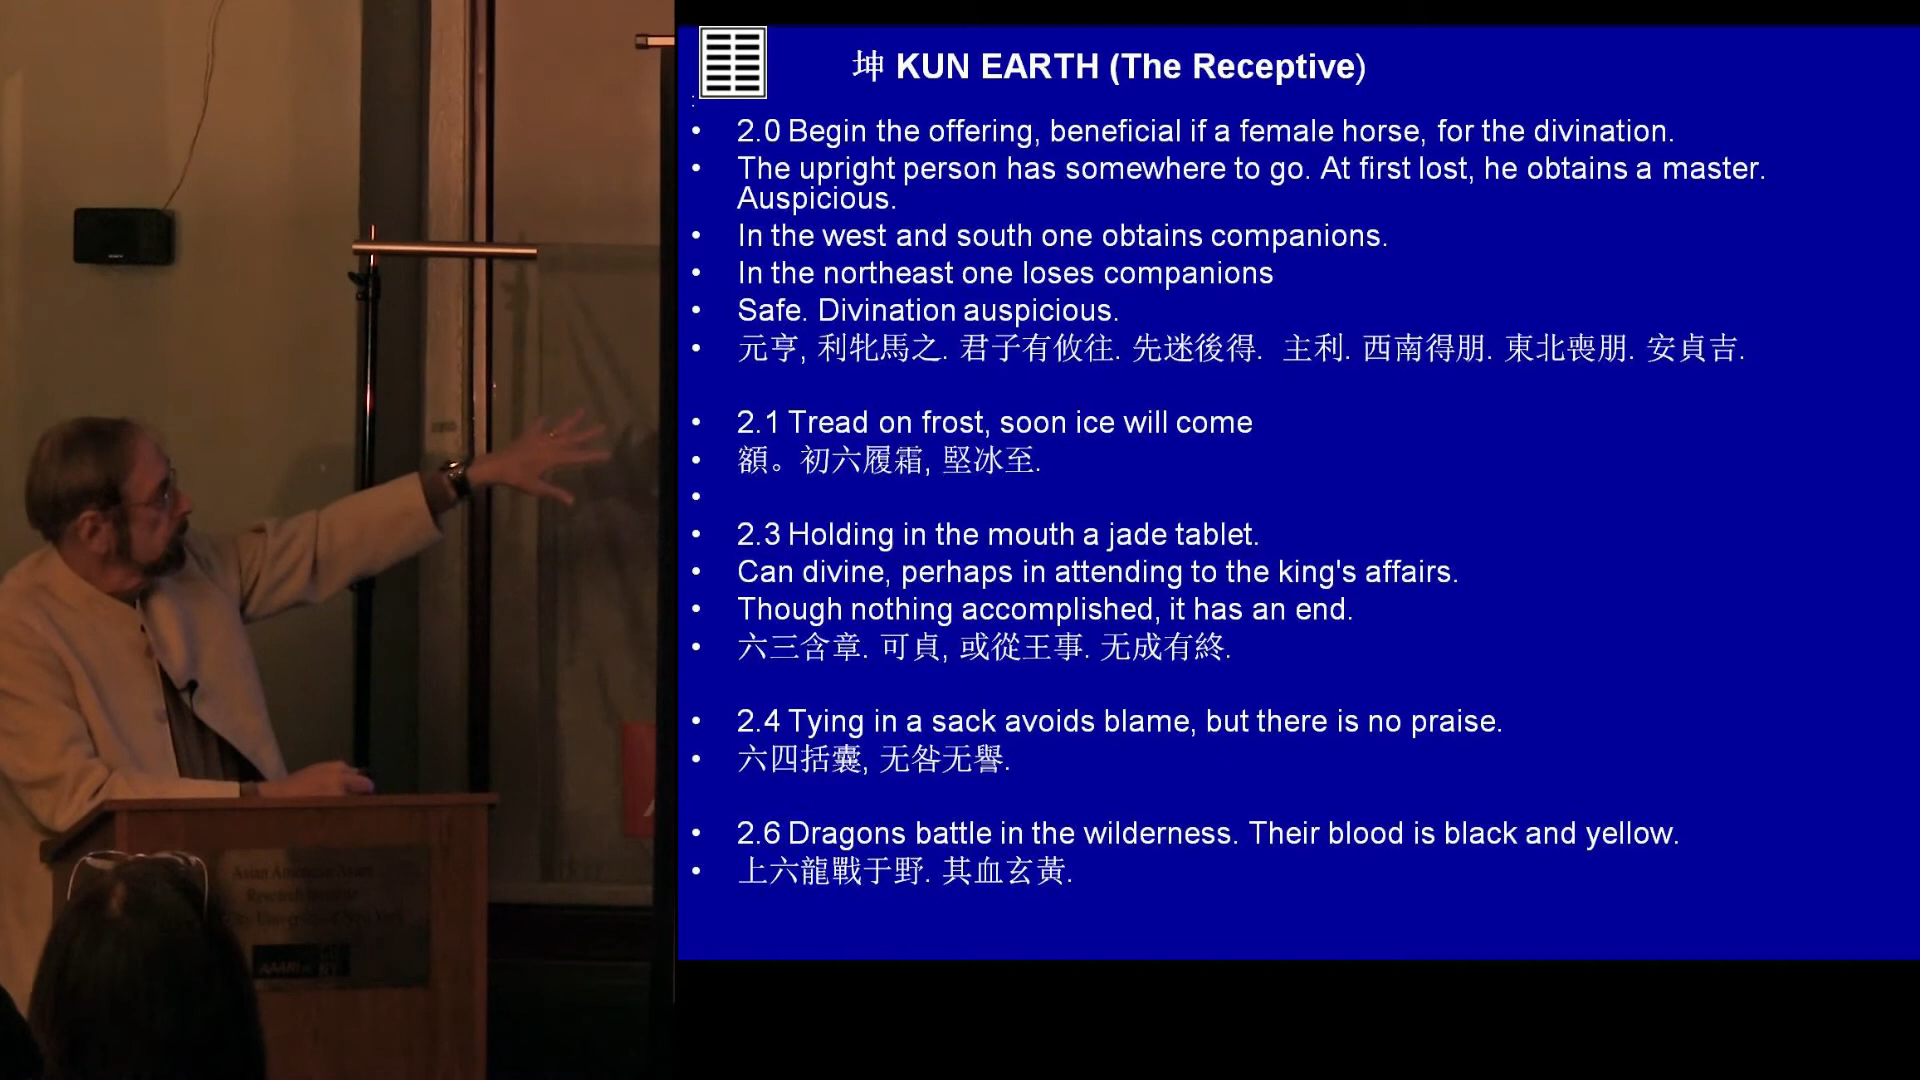 坤 KUN EARTH (The Receptive)
:
• 2.0 Begin the offering, beneficial if a female horse, for the divination.
• The upright person has somewhere to go. At first lost, he obtains a master.
Auspicious.
• In the west and south one obtains companions.
• In the northeast one loses companions
• Safe. Divination auspicious.
• 元亨, 利牝馬之. 君子有攸往. 先迷後得. 主利. 西南得朋. 東北喪朋. 安貞吉.
• 2.1 Tread on frost, soon ice will come
• 額。初六履霜, 堅冰至.
•
• 2.3 Holding in the mouth a jade tablet.
• Can divine, perhaps in attending to the king's affairs.
• Though nothing accomplished, it has an end.
• 六三含章. 可貞, 或從王事. 无成有終.
• 2.4 Tying in a sack avoids blame, but there is no praise.
• 六四括囊, 无咎无譽.
• 2.6 Dragons battle in the wilderness. Their blood is black and yellow.
• 上六龍戰于野. 其血玄黃.
Asian American Asian
Research Institute